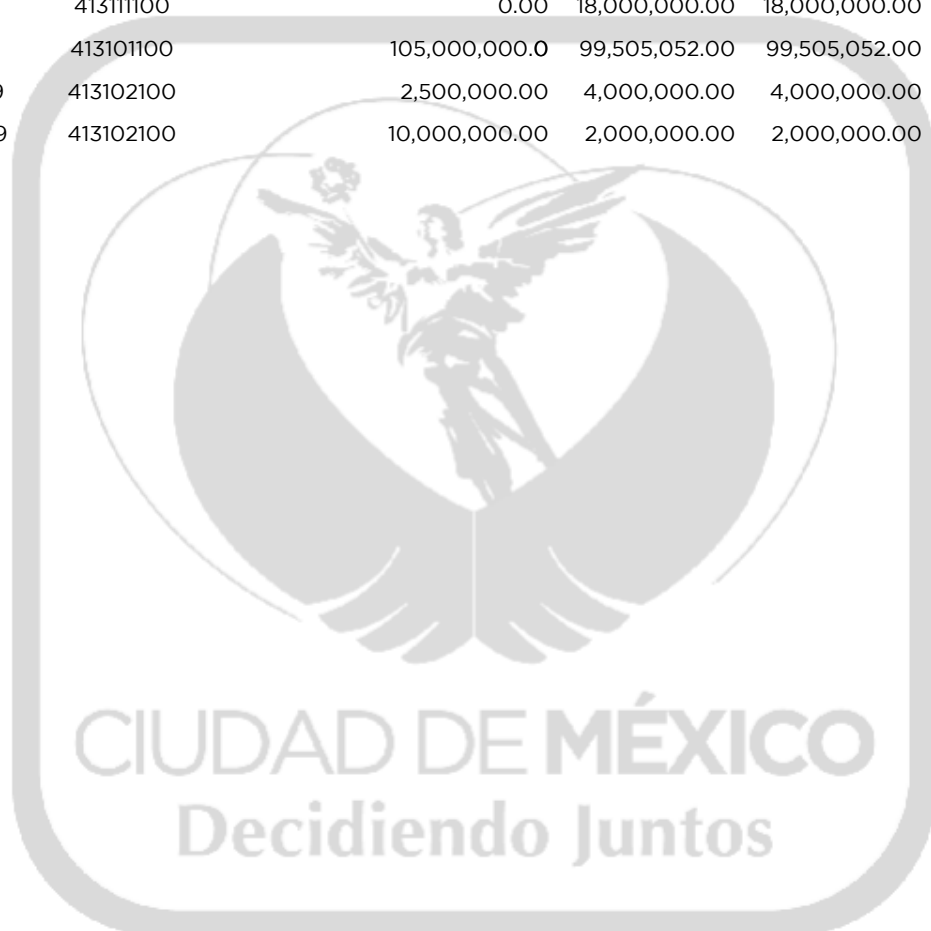 413111100 0.00 18,000,000.00 18,000,000.00
413101100 105,000,000.0 99,505,052.00 99,505,052.00
9 413102100 2,500,000.00 4,000,000.00 4,000,000.00
9 413102100 10,000,000.00 2,000,000.00 2,000,000.00
CIUDAD DE MÉXICO
Decidiendo Juntos